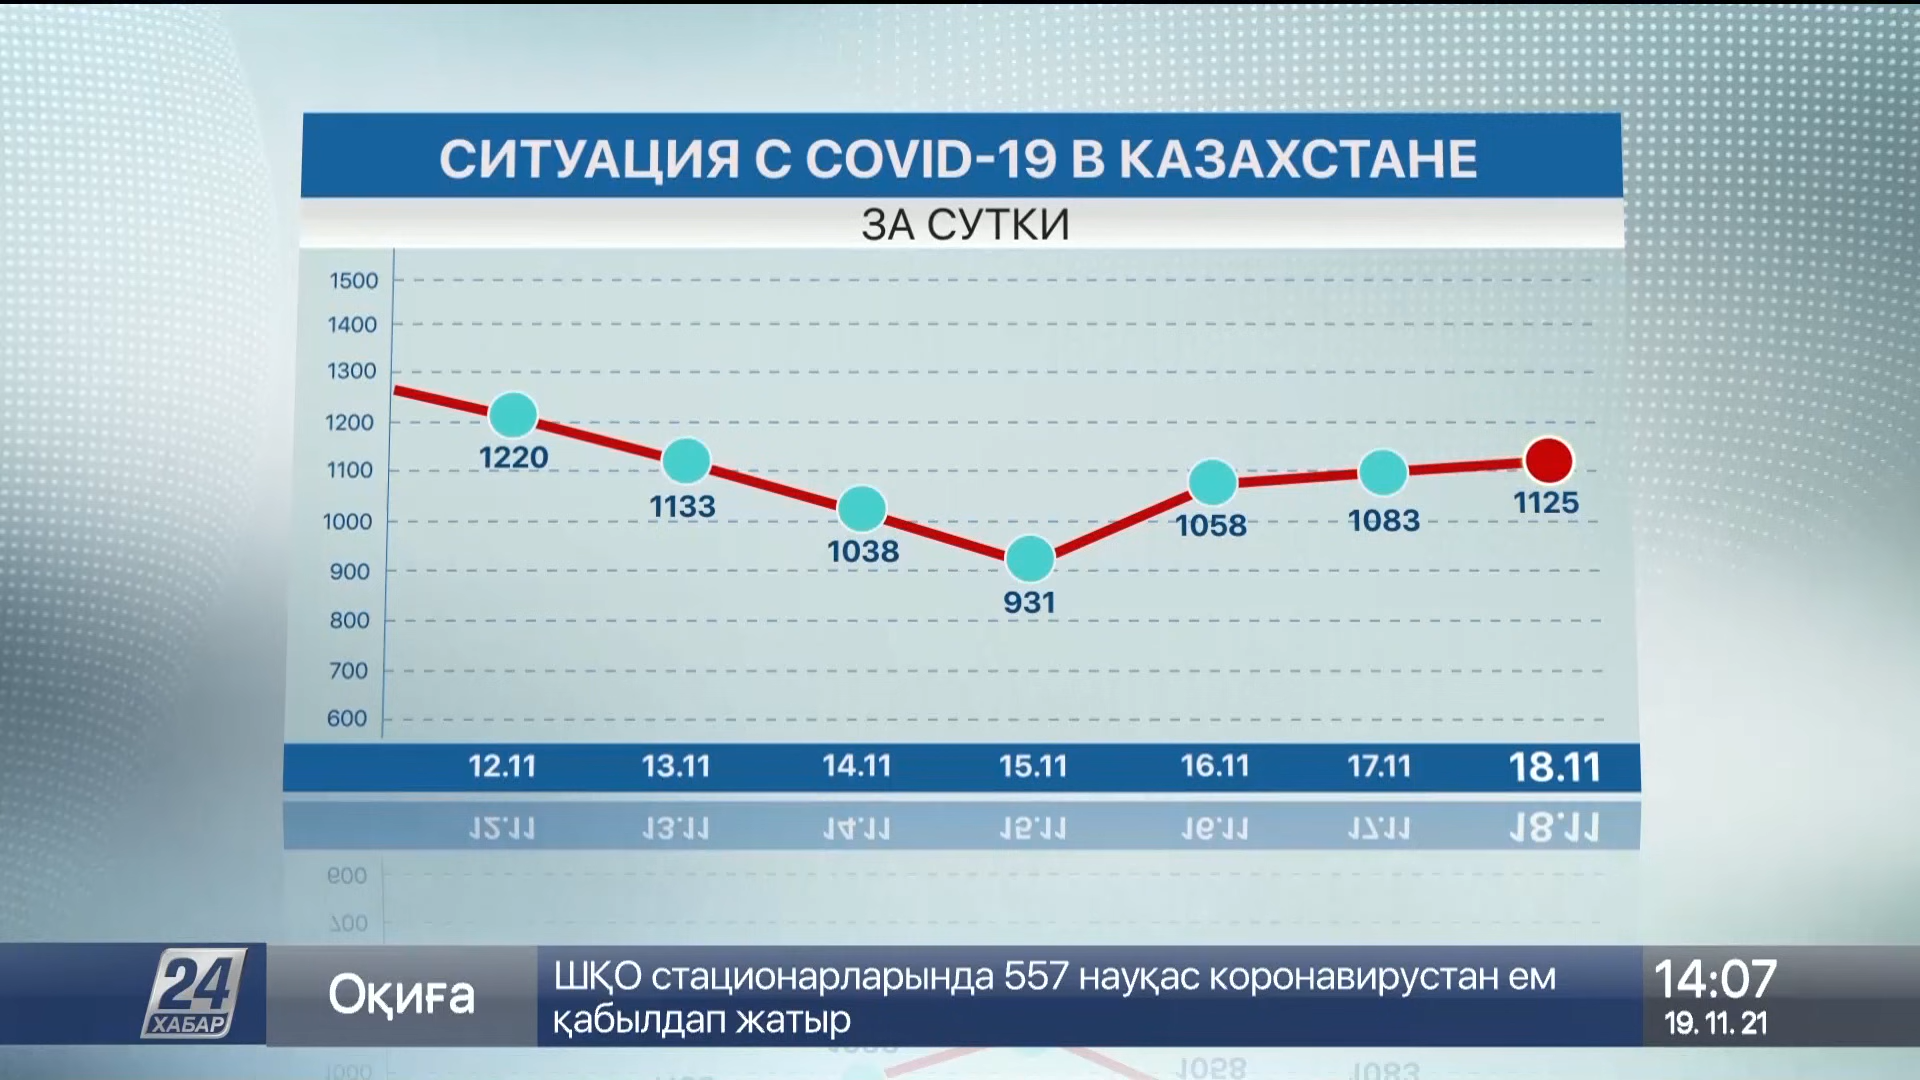 СИТУАЦИЯ С COVID-19 В КАЗАХСТАНЕ
ЗА СУТКИ
1500
1400
1300
1200
1100
1000
900
800
700
600
1220
1133
1038
931
1058
1083
1125
12.11 13.11 14.11 15.11 16.11 17.11 18.11
24
ХАБАР
Оқиға
ШҚО стационарларында 557 науқас коронавирустан ем
қабылдап жатыр
14:07
19. 11. 21